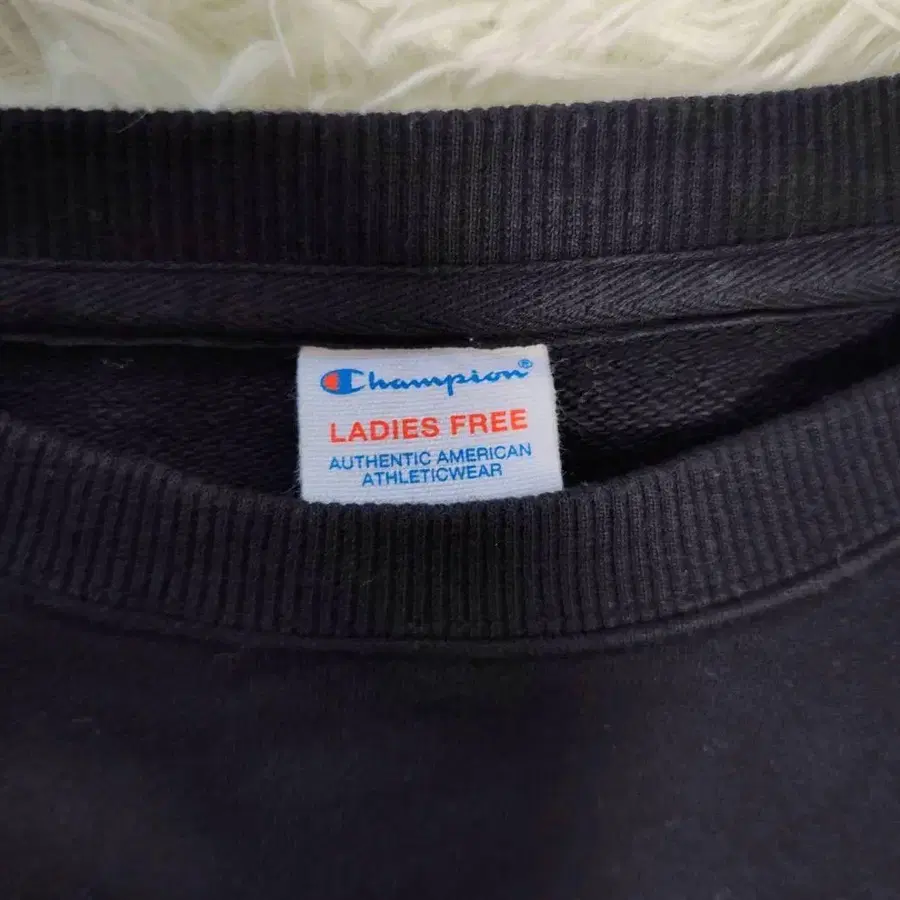 Champion®
LADIES FREE
AUTHENTIC AMERICAN
ATHLETICWEAR